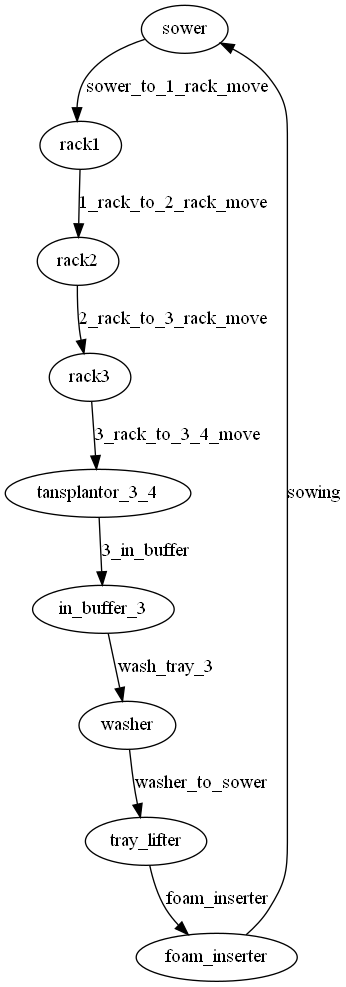 sower
sower_to_1_rack_move
rack1
1_rack_to_2_rack_move
rack2
2_rack_to_3_rack_move
rack3
3_rack_to_3_4_move
tansplantor_3_4
sowing
3_in_buffer
in_buffer_3
wash_tray_3
washer
washer_to_sower
tray_lifter
foam_inserter
foam_inserter